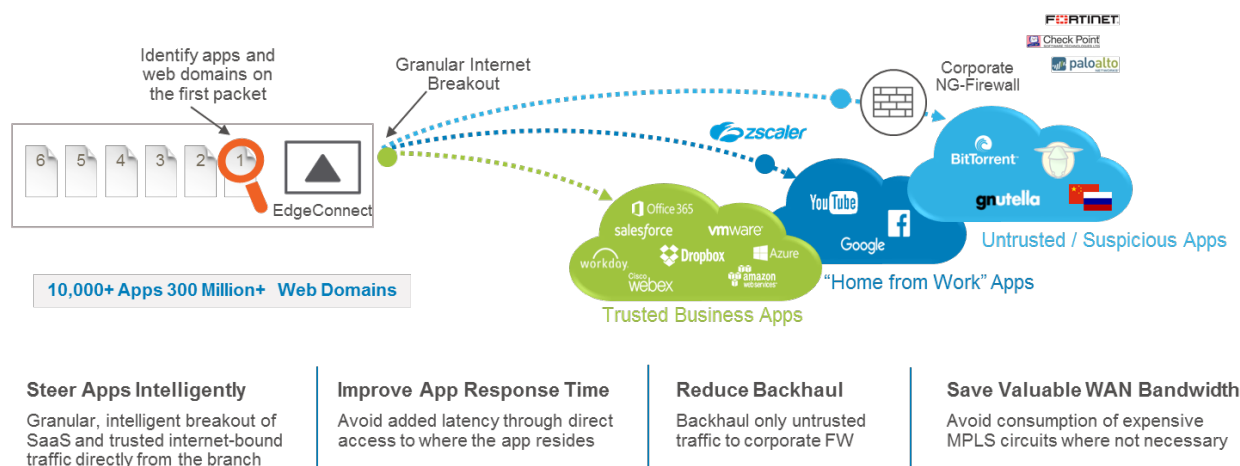 Identify apps and
web domains on
the first packet
Granular Internet
Breakout
FORTINET
Check Point
SOFTWARE TECHNOLOGIES LTD
paloalto
NETWORKS
Corporate
NG-Firewall
6 5 4 3 2 1
EdgeConnect
zscaler
BitTorrent
gnutella
Untrusted / Suspicious Apps
YouTube
Google
"Home from Work" Apps
Office 365
salesforce
vmware
workday
Dropbox
Azure
Cisco
webex
amazon
web services
Trusted Business Apps
10,000+ Apps 300 Million+ Web Domains
Steer Apps Intelligently
Granular, intelligent breakout of
SaaS and trusted internet-bound
traffic directly from the branch
Improve App Response Time
Avoid added latency through direct
access to where the app resides
Reduce Backhaul
Backhaul only untrusted
traffic to corporate FW
Save Valuable WAN Bandwidth
Avoid consumption of expensive
MPLS circuits where not necessary